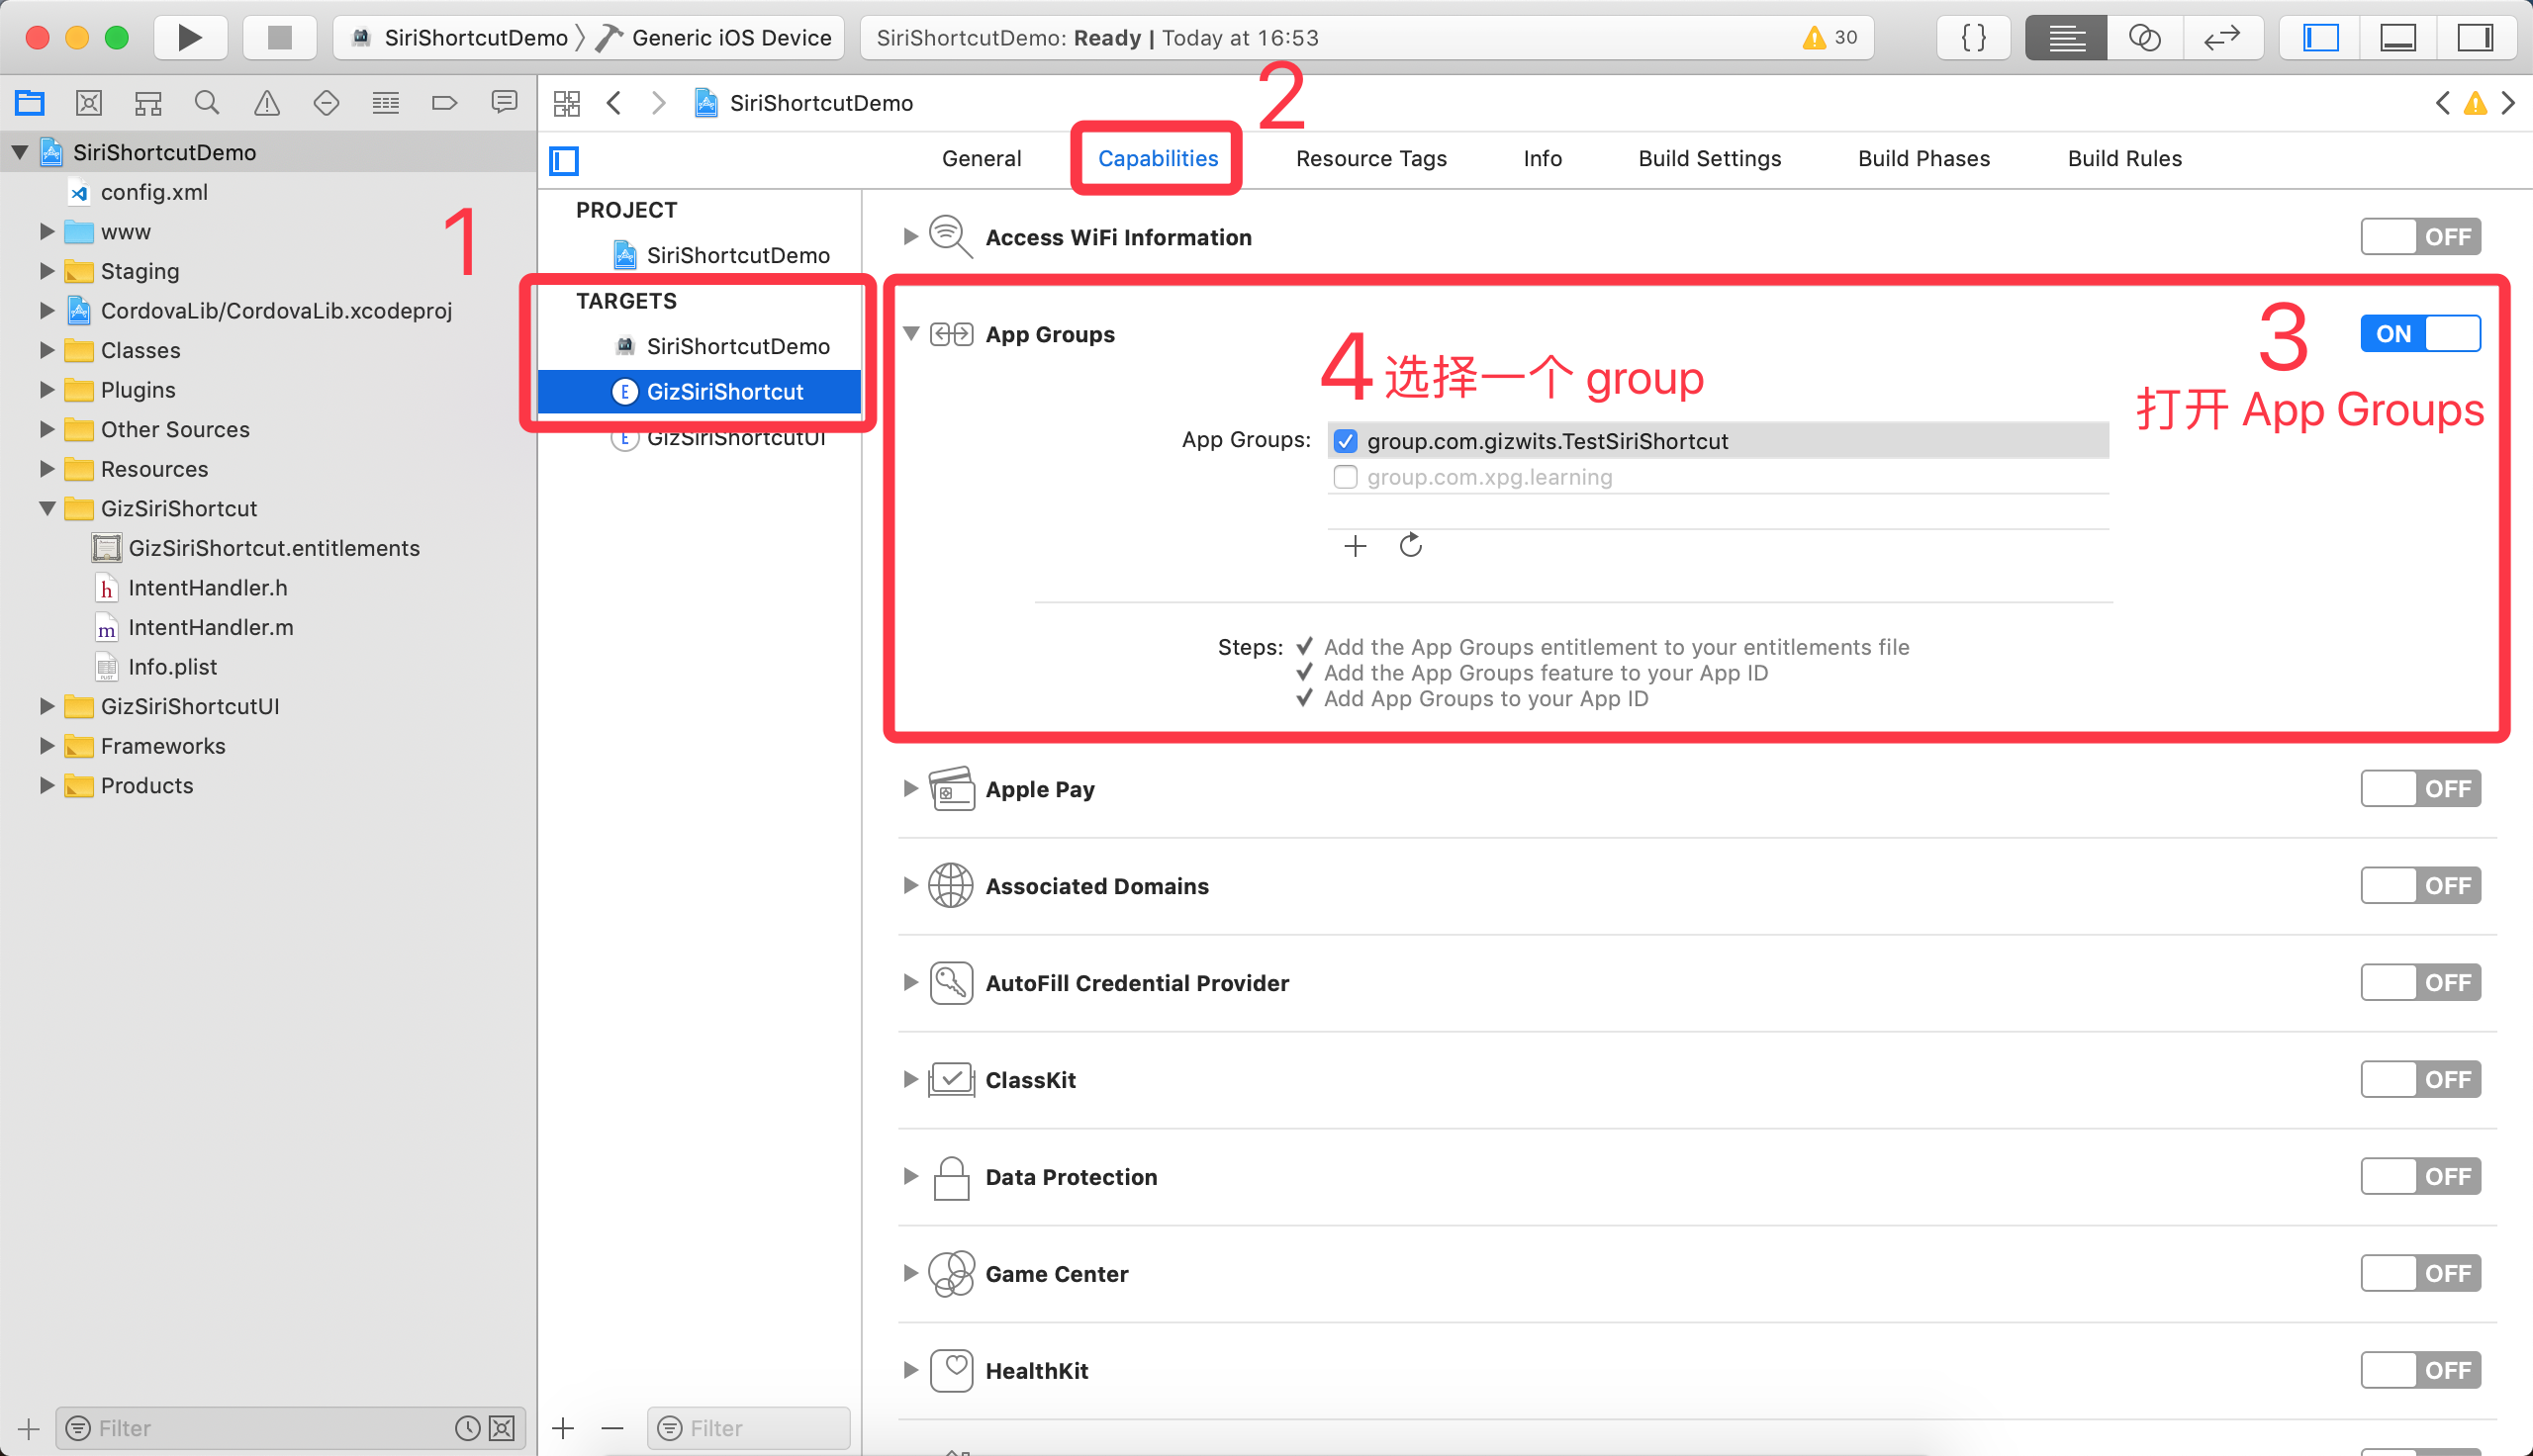 SiriShortcutDemo
Generic iOS Device
SiriShortcutDemo: Ready | Today at 16:53
30
{ }
SiriShortcutDemo
2
SiriShortcutDemo
config.xml
www
Staging
CordovaLib/CordovaLib.xcodeproj
Classes
Plugins
Other Sources
Resources
GizSiriShortcut
GizSiriShortcut.entitlements
h IntentHandler.h
m IntentHandler.m
Info.plist
GizSiriShortcutUI
Frameworks
Products
Filter
1
General
Capabilities
Resource Tags
Info
Build Settings
Build Phases
Build Rules
PROJECT
SiriShortcutDemo
TARGETS
SiriShortcutDemo
E GizSiriShortcut
E GizSiriShortcutUI
Filter
Access WiFi Information
OFF
App Groups
ON
3
打开 App Groups
4 选择一个 group
App Groups:
group.com.gizwits.TestSiriShortcut
group.com.xpg.learning
Steps:
✓ Add the App Groups entitlement to your entitlements file
✓ Add the App Groups feature to your App ID
✓ Add App Groups to your App ID
Apple Pay
OFF
Associated Domains
OFF
AutoFill Credential Provider
OFF
ClassKit
OFF
Data Protection
OFF
Game Center
OFF
HealthKit
OFF